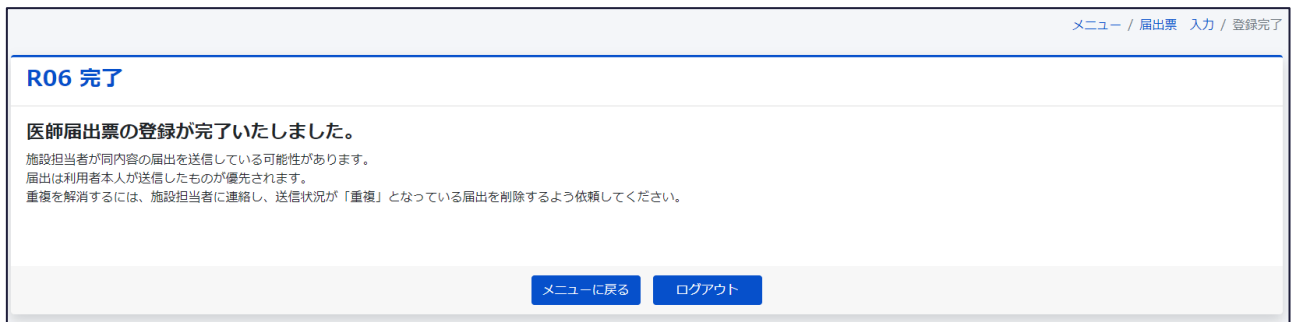 メニュー / 届出票　入力 / 登録完了
R06 完了
医師届出票の登録が完了いたしました。
施設担当者が同内容の届出を送信している可能性があります。
届出は利用者本人が送信したものが優先されます。
重複を解消するには、施設担当者に連絡し、送信状況が「重複」となっている届出を削除するよう依頼してください。
メニューに戻る
ログアウト